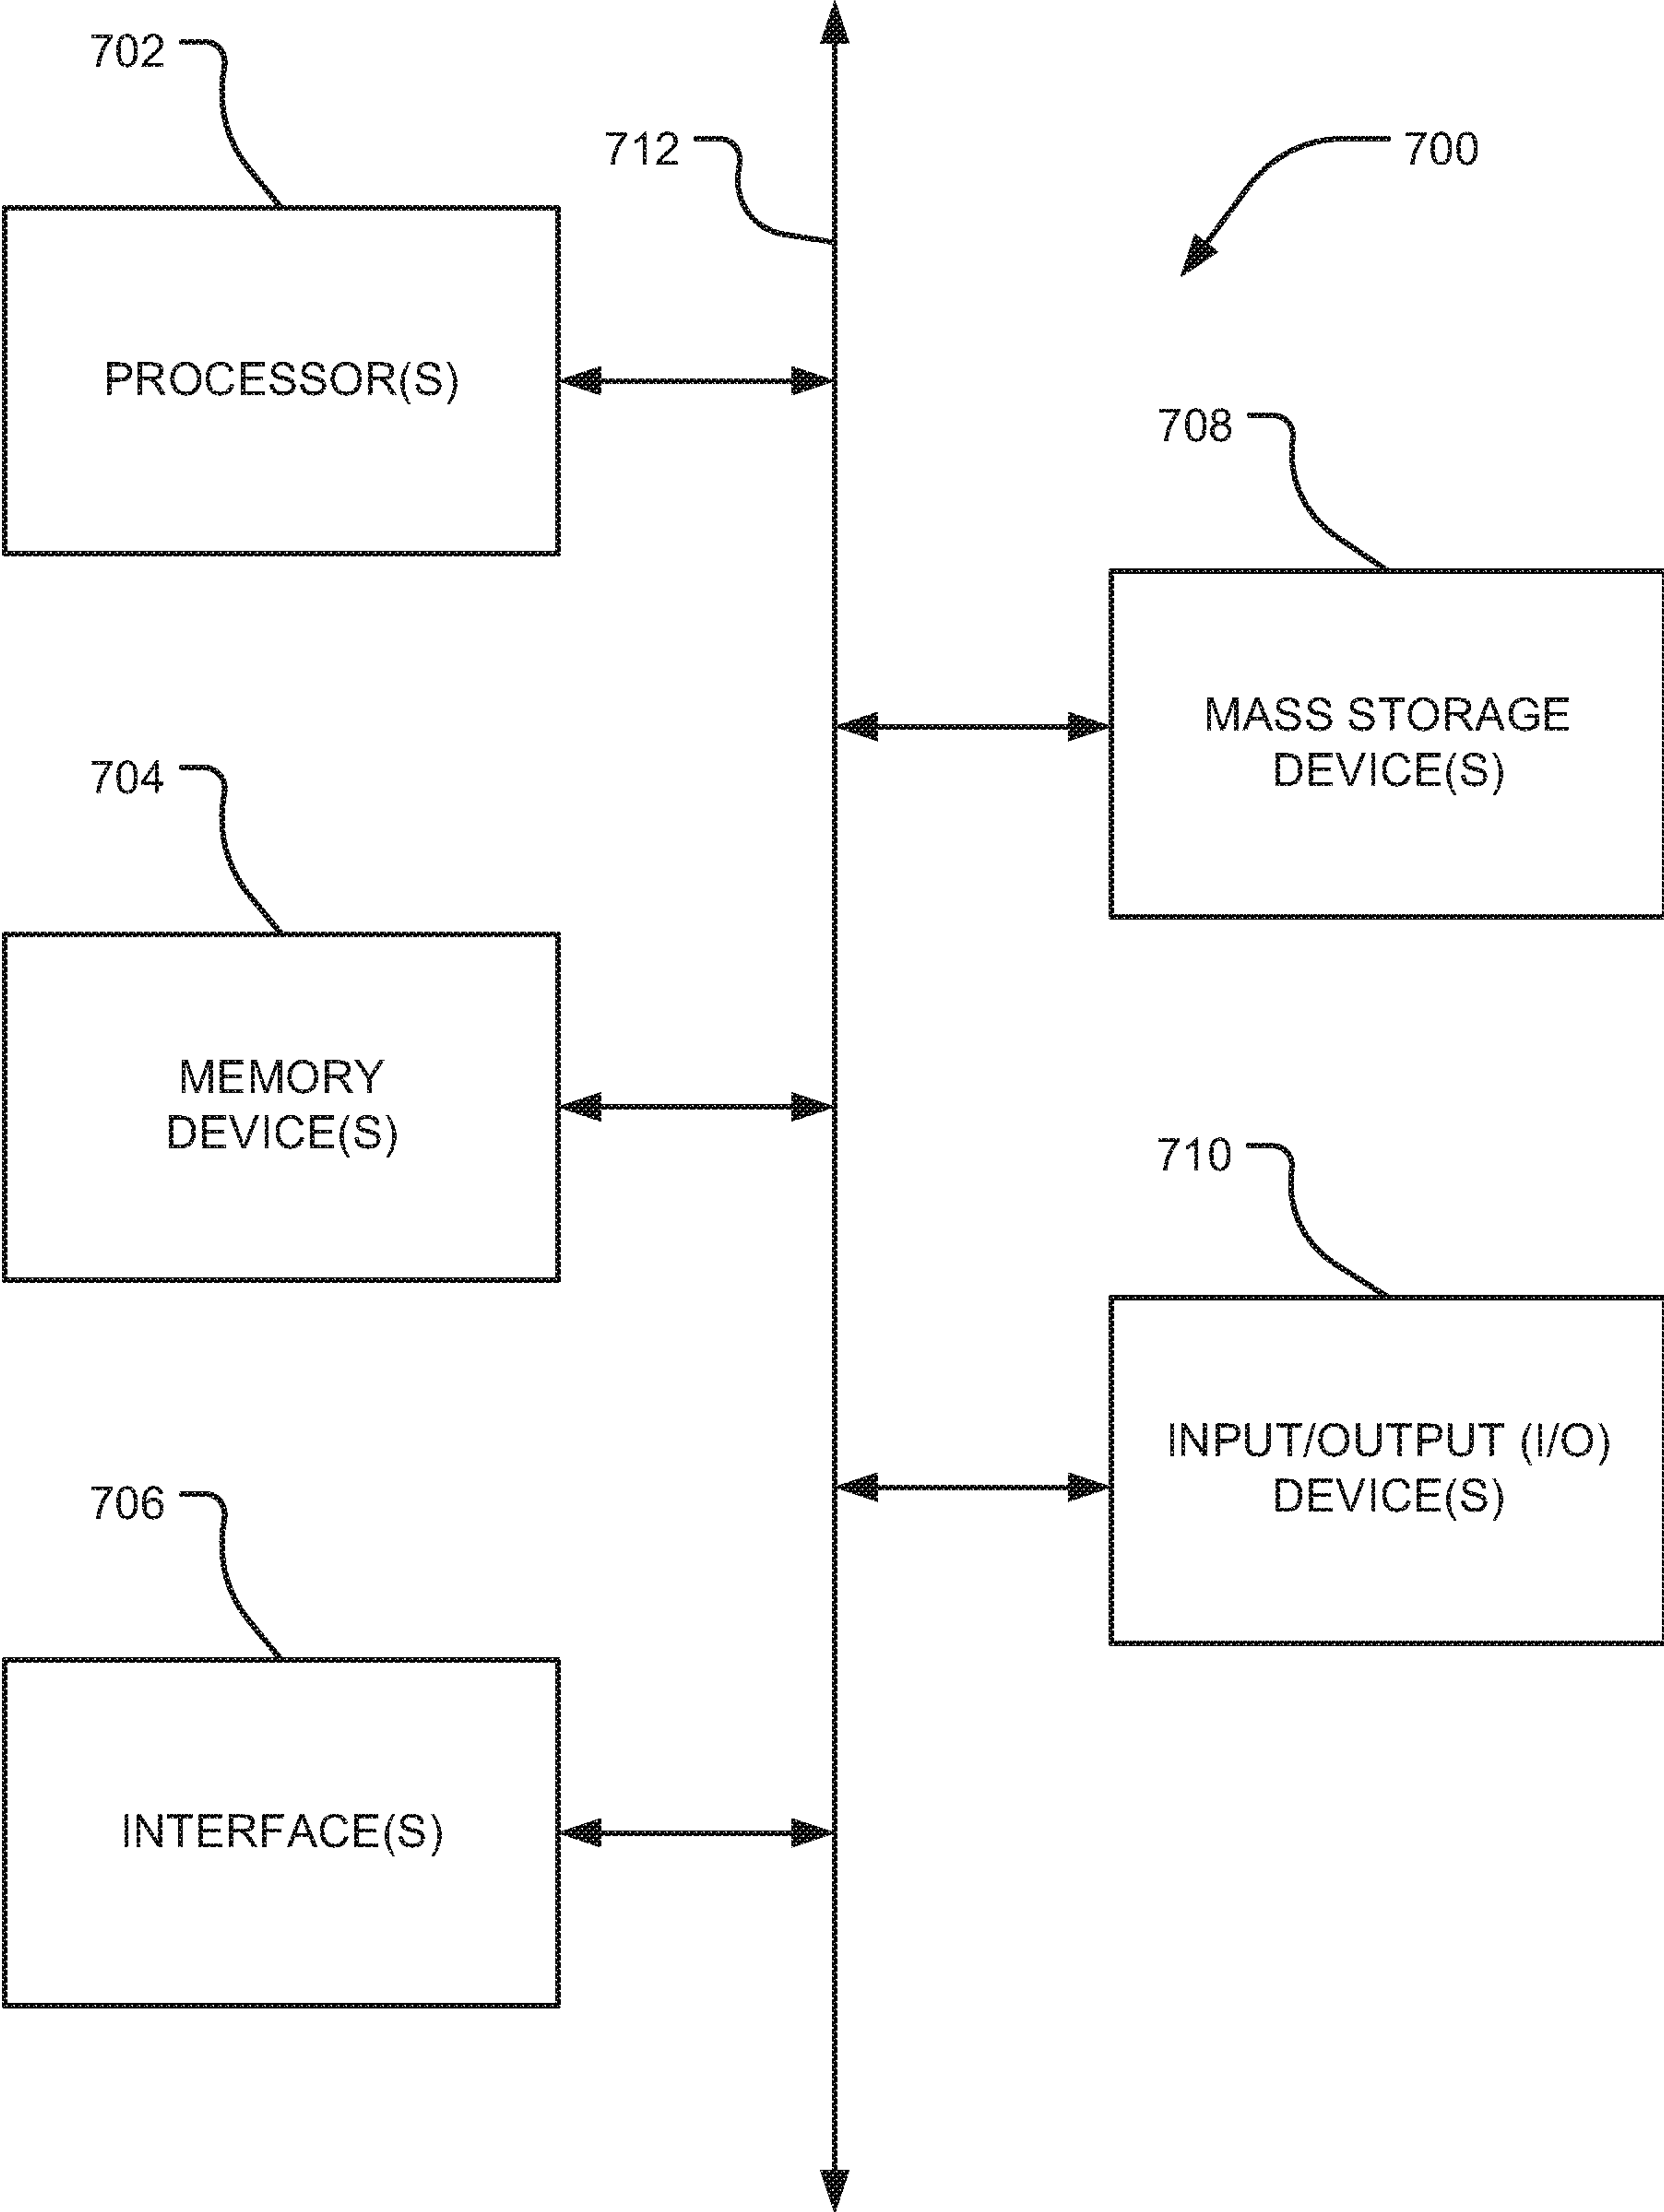 702
712
700
PROCESSOR(S)
708
MASS STORAGE
DEVICE(S)
704
MEMORY
DEVICE(S)
710
INPUT/OUTPUT (I/O)
DEVICE(S)
706
INTERFACE(S)